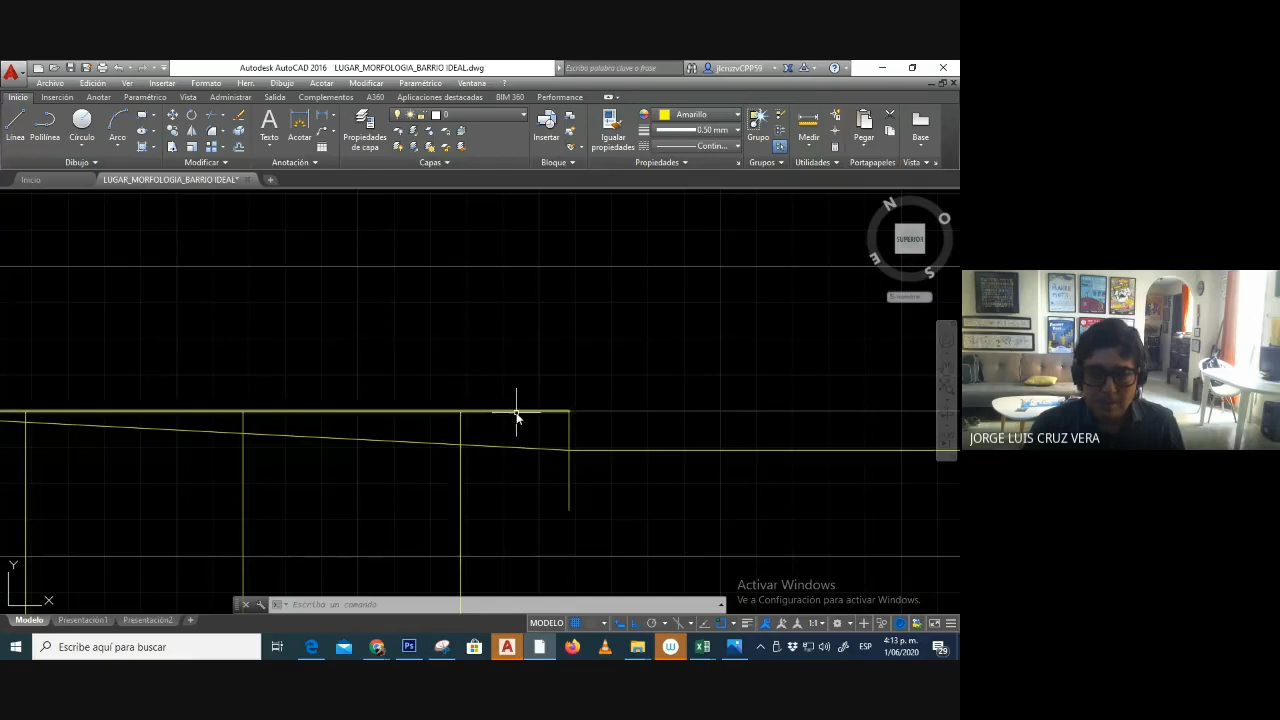 Autodesk AutoCAD 2016 LUGAR_MORFOLOGIA_BARRIO IDEAL.dwg
Escriba palabra clave o frase
jlcruzvCPP59
Archivo Edición Ver Insertar Formato Herr. Dibujo Acotar Modificar Paramétrico Ventana ?
Inicio Inserción Anotar Paramétrico Vista Administrar Salida Complementos A360 Aplicaciones destacadas BIM 360 Performance
0
Amarillo
0.50 mm
Contin...
Línea Polilínea Círculo Arco
Texto Acotar
Propiedades de capa
Insertar
Igualar propiedades
Grupo
Medir
Pegar
Base
Dibujo Modificar Anotación Capas Bloque Propiedades Grupos Utilidades Portapapeles Vista
Inicio LUGAR_MORFOLOGIA_BARRIO IDEAL*
N
O
SUPERIOR
E
S
JORGE LUIS CRUZ VERA
Y
X
Activar Windows
Ve a Configuración para activar Windows.
Escriba un comando
Modelo Presentación1 Presentación2
MODELO
1:1
Escribe aquí para buscar
ESP
4:13 p. m.
1/06/2020
29